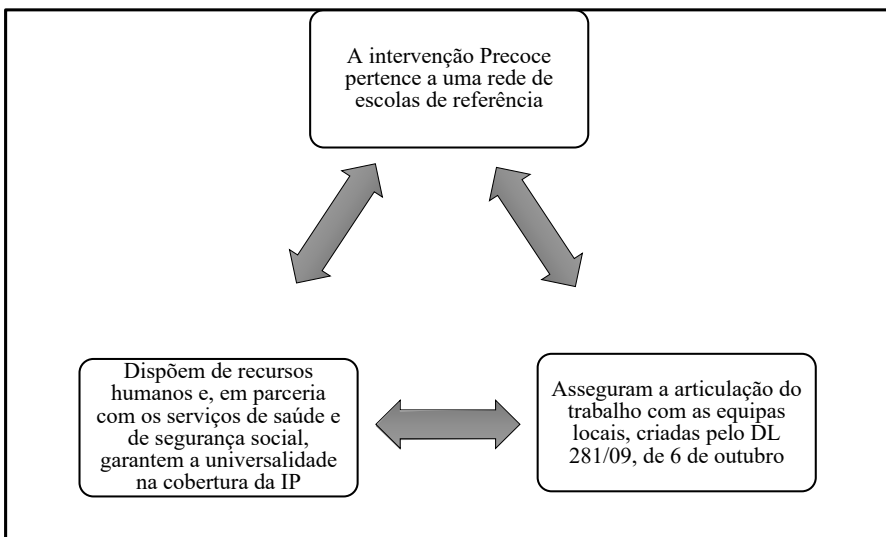 A intervenção Precoce
pertence a uma rede de
escolas de referência
Dispõem de recursos
humanos e, em parceria
com os serviços de saúde e
de segurança social,
garantem a universalidade
na cobertura da IP
Asseguram a articulação do
trabalho com as equipas
locais, criadas pelo DL
281/09, de 6 de outubro